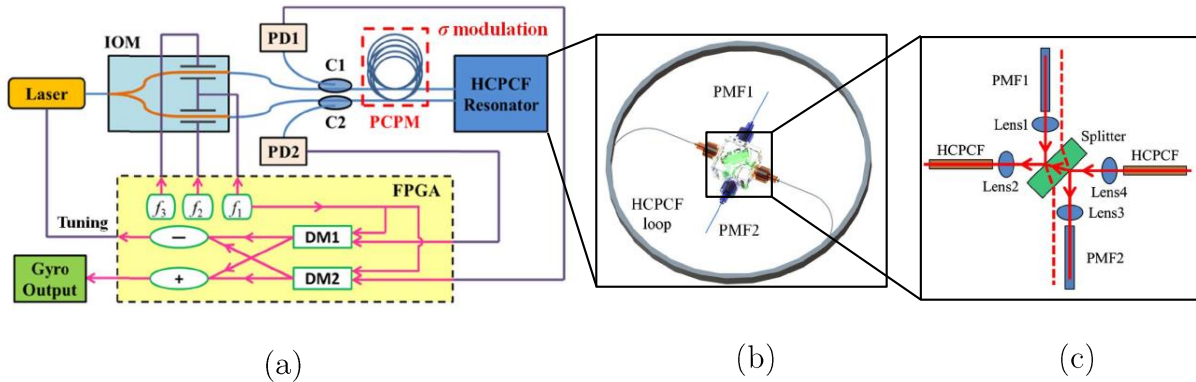 IOM
Laser
PD1
C1
C2
PD2
σ modulation
PCPM
HCPCF
Resonator
FPGA
f3
f2
f1
Tuning
−
DM1
+
DM2
Gyro
Output
(a)
PMF1
HCPCF
loop
PMF2
(b)
PMF1
Lens1
Splitter
HCPCF
HCPCF
Lens2
Lens4
Lens3
PMF2
(c)